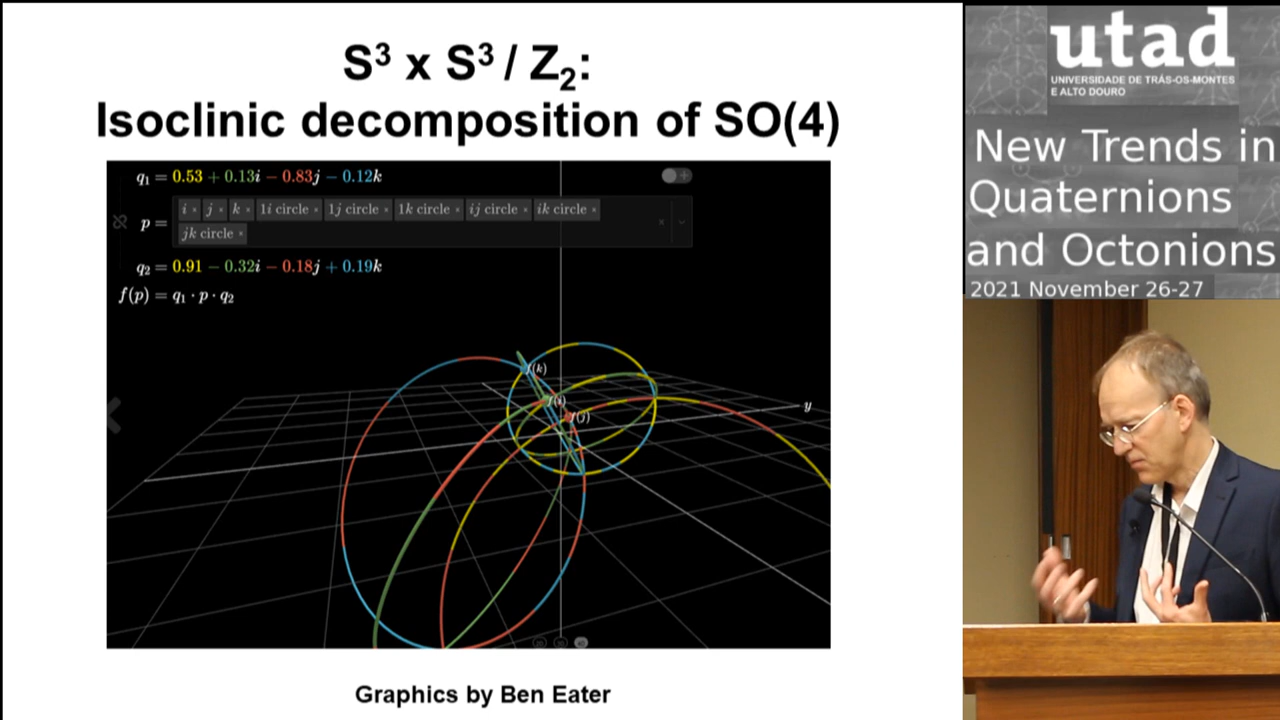 S³ x S³ / Z₂:
Isoclinic decomposition of SO(4)
q₁ = 0.53 + 0.13i − 0.83j − 0.12k
p = i × j × k × 1i circle × 1j circle × 1k circle × ij circle × ik circle ×
jk circle ×
q₂ = 0.91 − 0.32i − 0.18j + 0.19k
f(p) = q₁ · p · q₂
f(k)
f(i)
f(j)
y
Graphics by Ben Eater
utad
UNIVERSIDADE DE TRÁS-OS-MONTES
E ALTO DOURO
New Trends in
Quaternions
and Octonions
2021 November 26-27